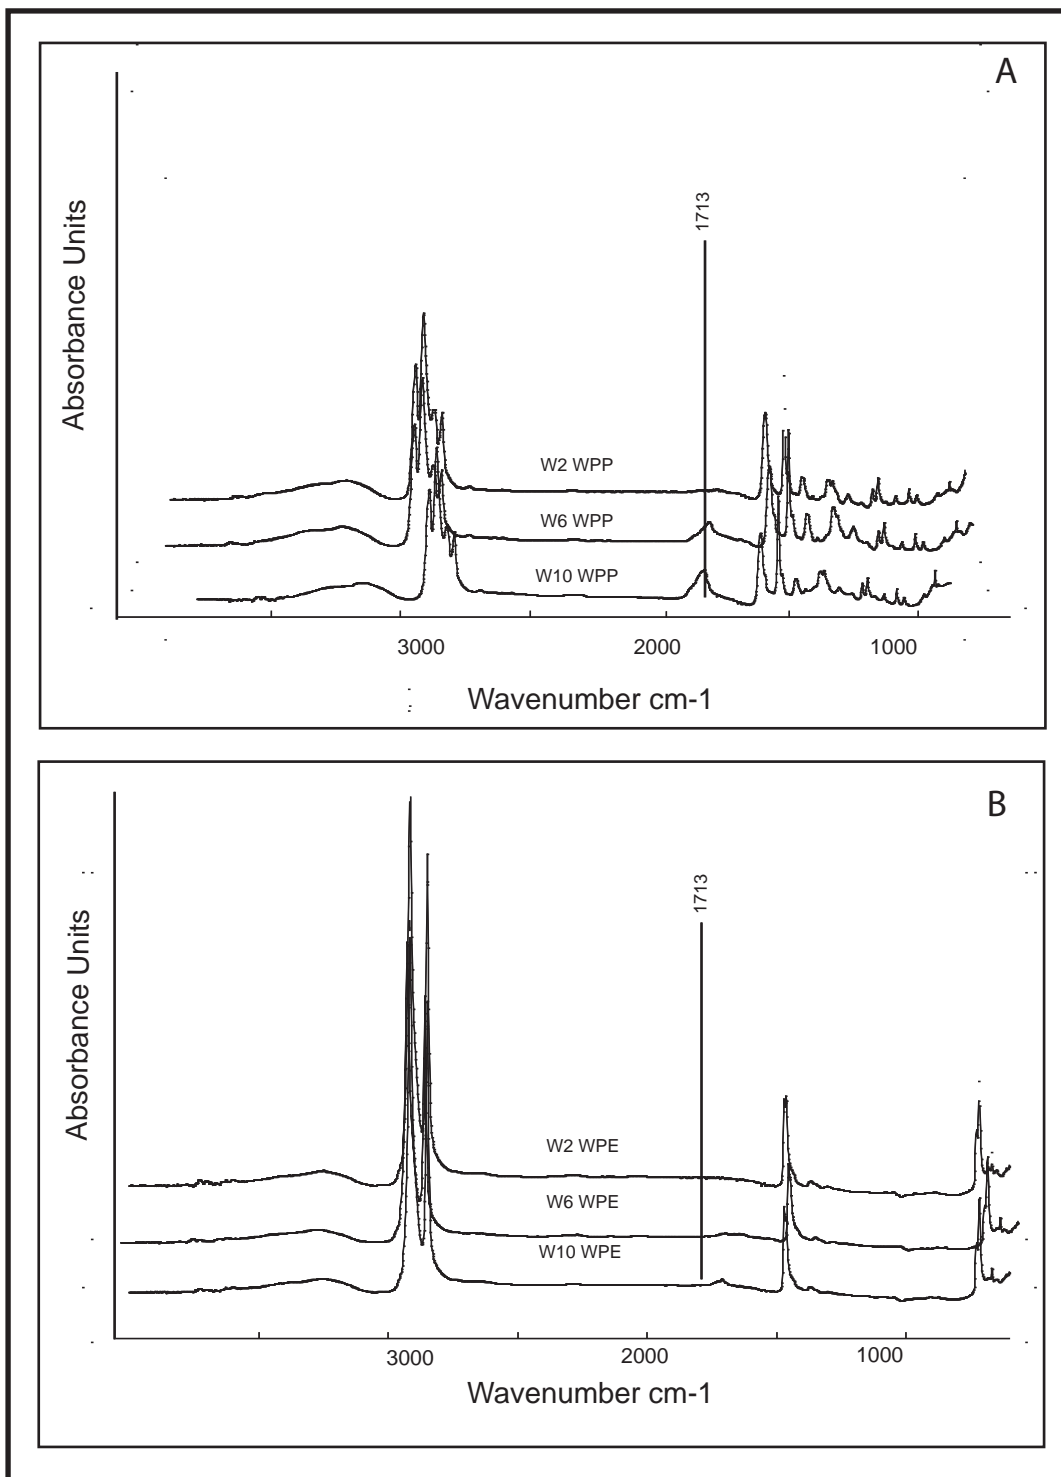 A
Absorbance Units
1713
W2 WPP
W6 WPP
W10 WPP
3000 2000 1000
Wavenumber cm-1
B
Absorbance Units
1713
W2 WPE
W6 WPE
W10 WPE
3000 2000 1000
Wavenumber cm-1